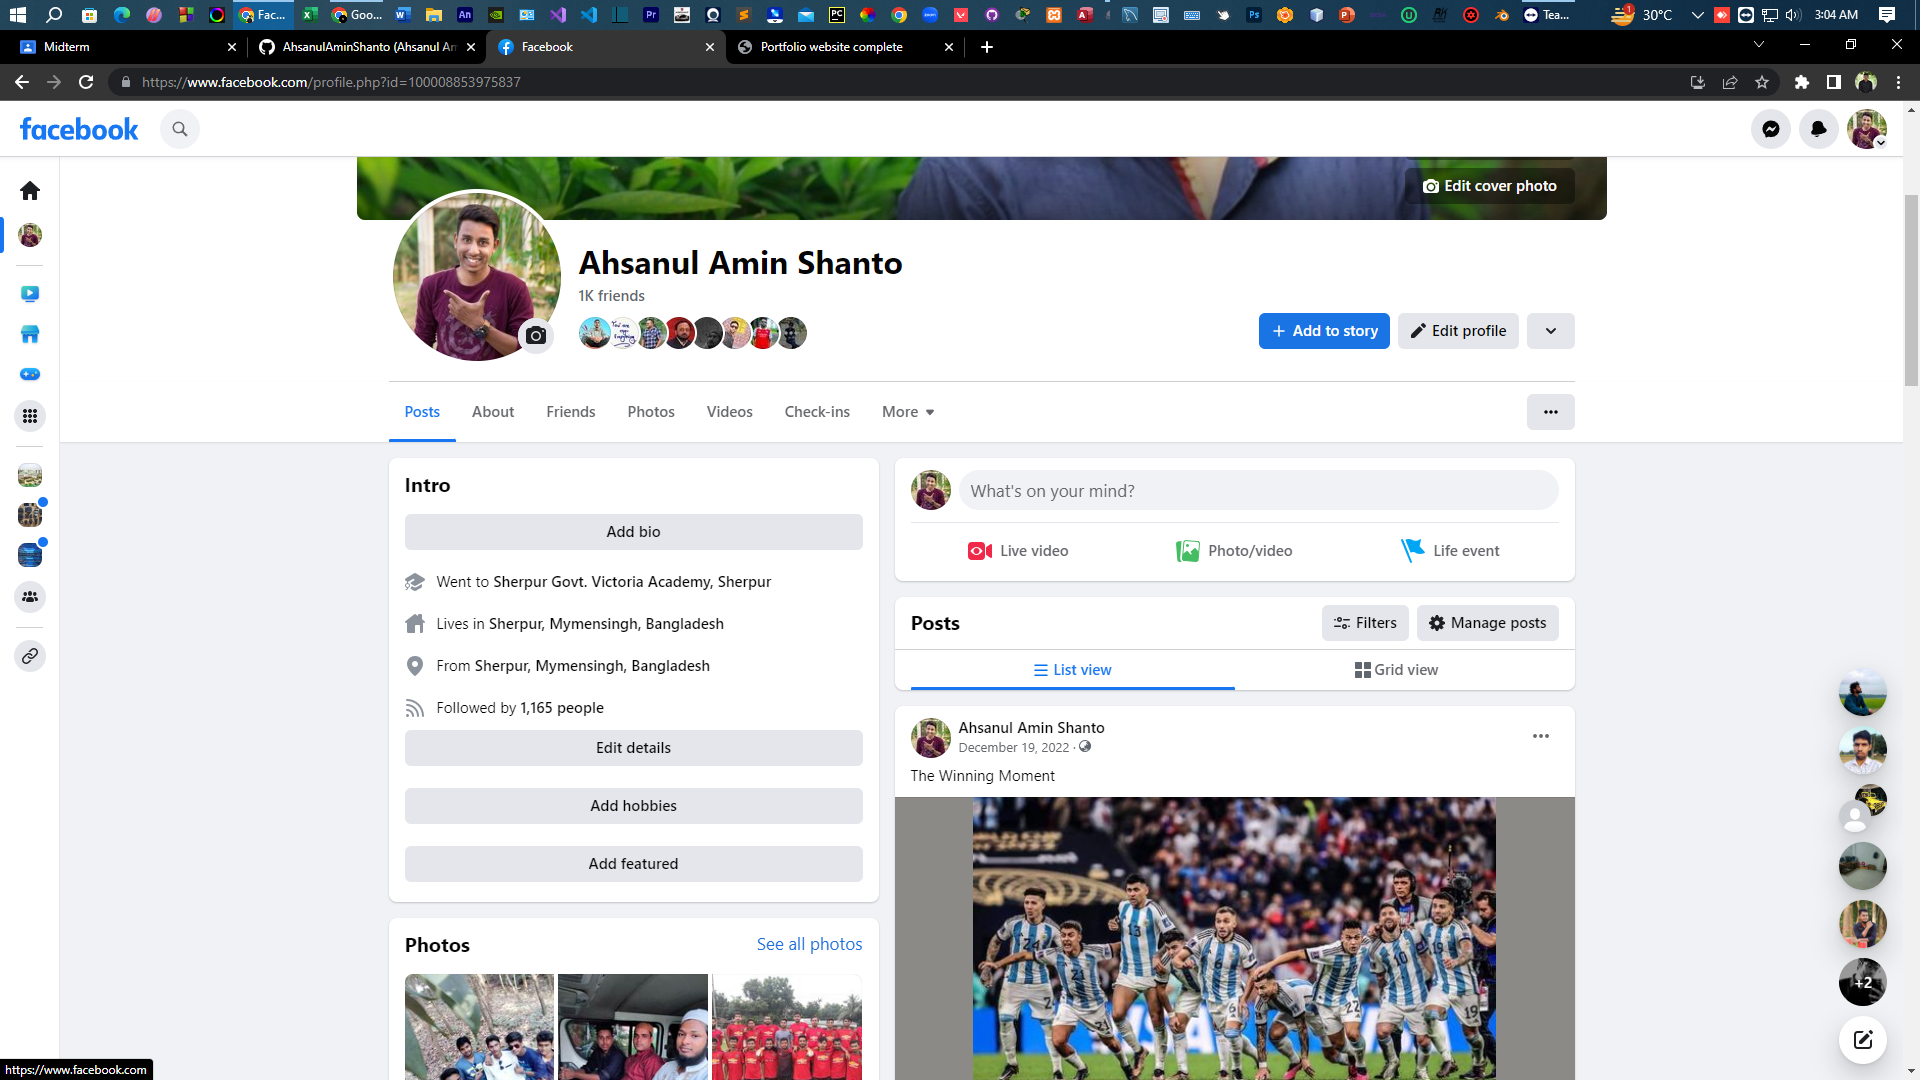 Fac...
Goo...
Tea...
1
30°C
3:04 AM
Midterm
AhsanulAminShanto (Ahsanul Am
Facebook
Portfolio website complete
https://www.facebook.com/profile.php?id=100008853975837
facebook
Edit cover photo
Ahsanul Amin Shanto
1K friends
Add to story
Edit profile
Posts
About
Friends
Photos
Videos
Check-ins
More
Intro
Add bio
Went to Sherpur Govt. Victoria Academy, Sherpur
Lives in Sherpur, Mymensingh, Bangladesh
From Sherpur, Mymensingh, Bangladesh
Followed by 1,165 people
Edit details
Add hobbies
Add featured
Photos
See all photos
What's on your mind?
Live video
Photo/video
Life event
Posts
Filters
Manage posts
List view
Grid view
Ahsanul Amin Shanto
December 19, 2022 ·
The Winning Moment
+2
https://www.facebook.com